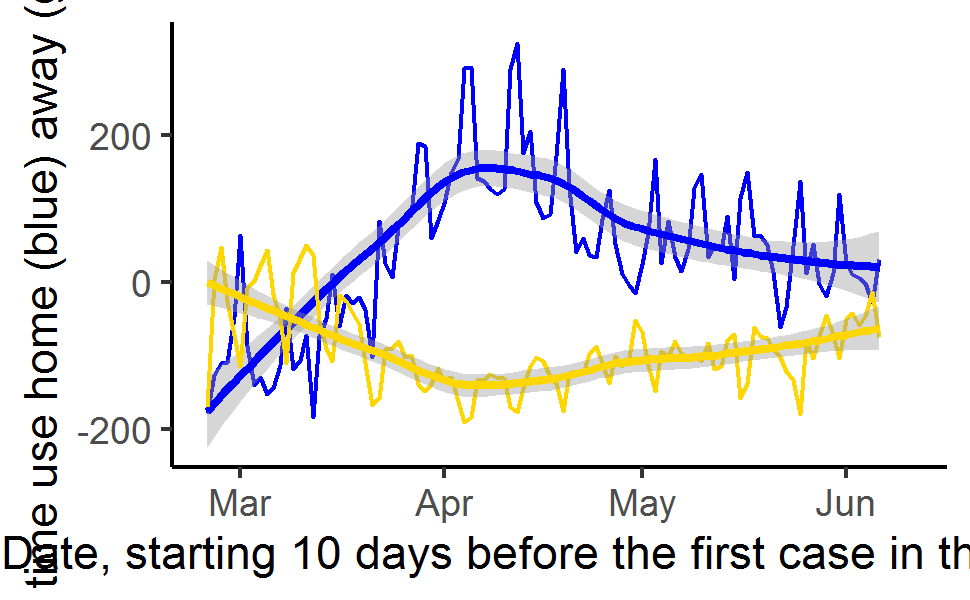 time use home (blue) away (
200
0
-200
Mar Apr May Jun
Date, starting 10 days before the first case in th